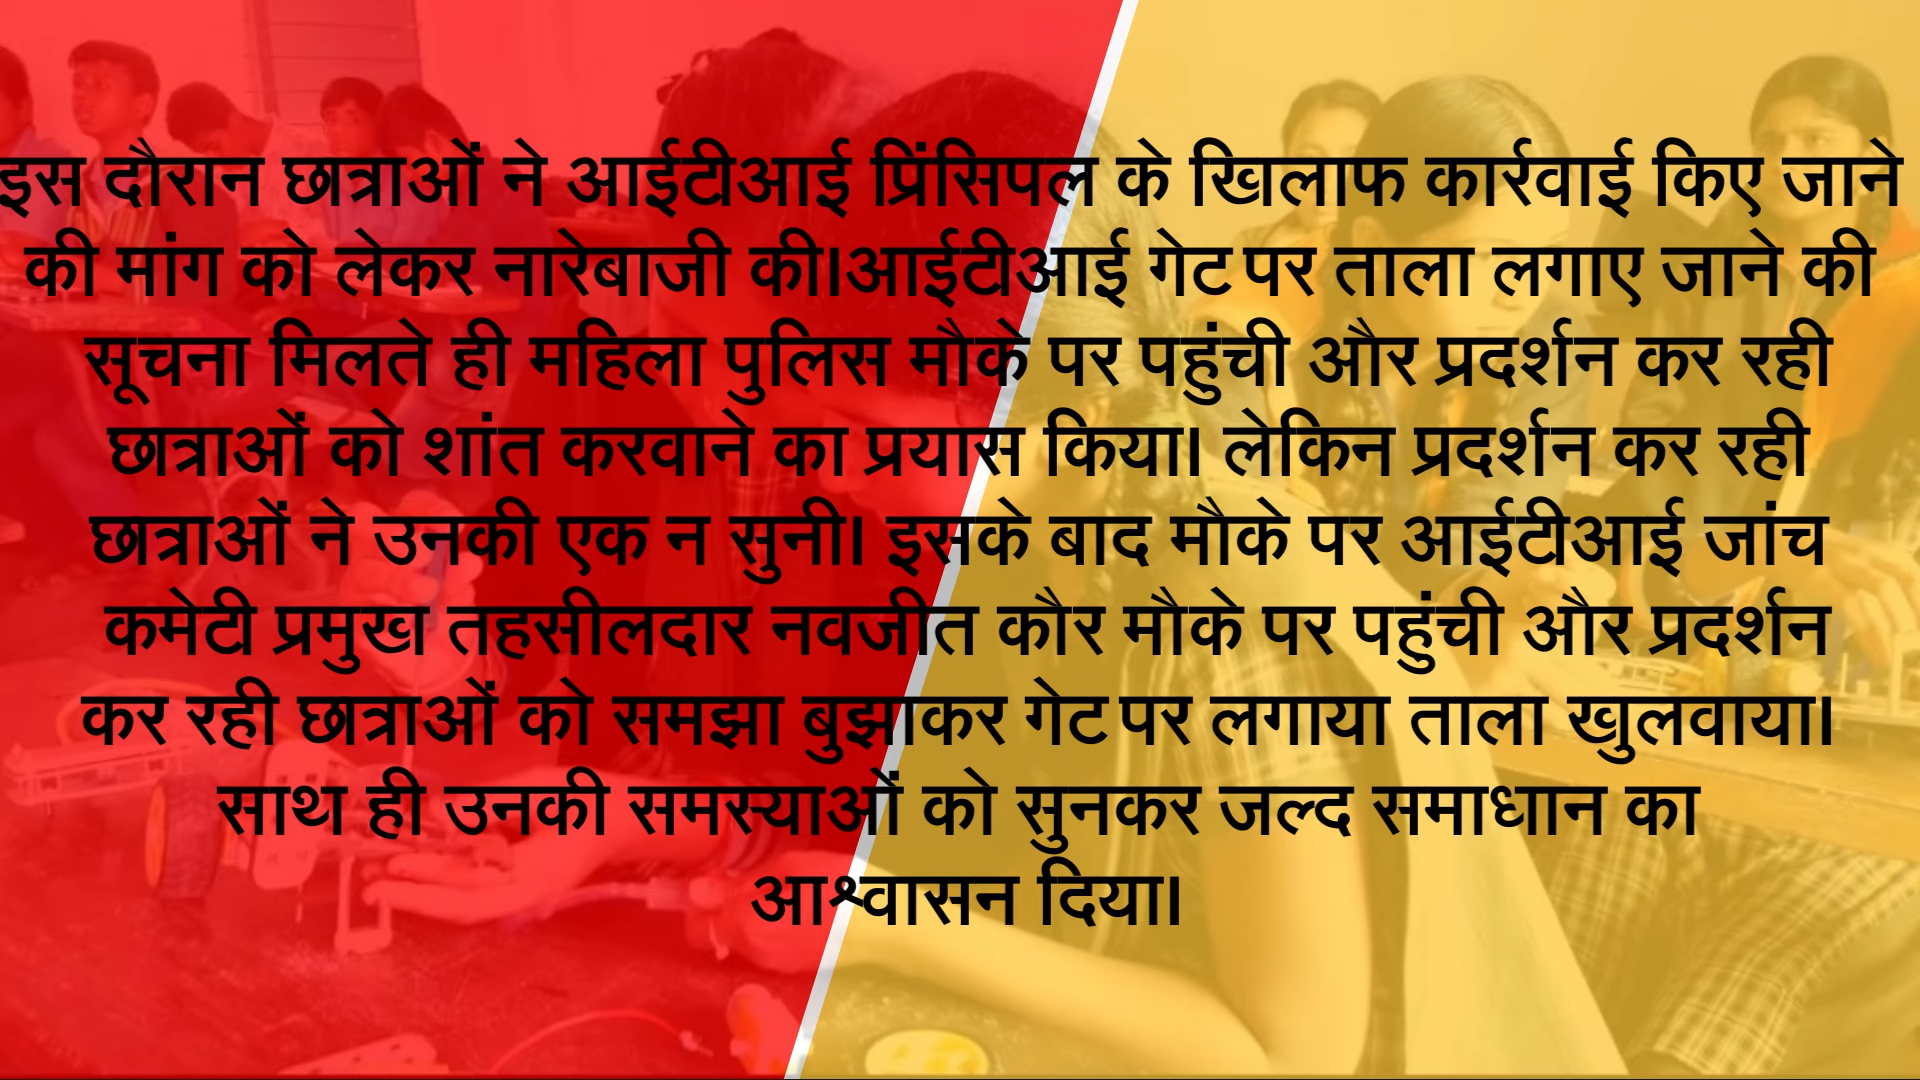 इस दौरान छात्राओं ने आईटीआई प्रिंसिपल के खिलाफ कार्रवाई किए जाने
की मांग को लेकर नारेबाजी की।आईटीआई गेट पर ताला लगाए जाने की
सूचना मिलते ही महिला पुलिस मौके पर पहुंची और प्रदर्शन कर रही
छात्राओं को शांत करवाने का प्रयास किया। लेकिन प्रदर्शन कर रही
छात्राओं ने उनकी एक न सुनी। इसके बाद मौके पर आईटीआई जांच
कमेटी प्रमुख तहसीलदार नवजीत कौर मौके पर पहुंची और प्रदर्शन
कर रही छात्राओं को समझा बुझाकर गेट पर लगाया ताला खुलवाया।
साथ ही उनकी समस्याओं को सुनकर जल्द समाधान का
आश्वासन दिया।